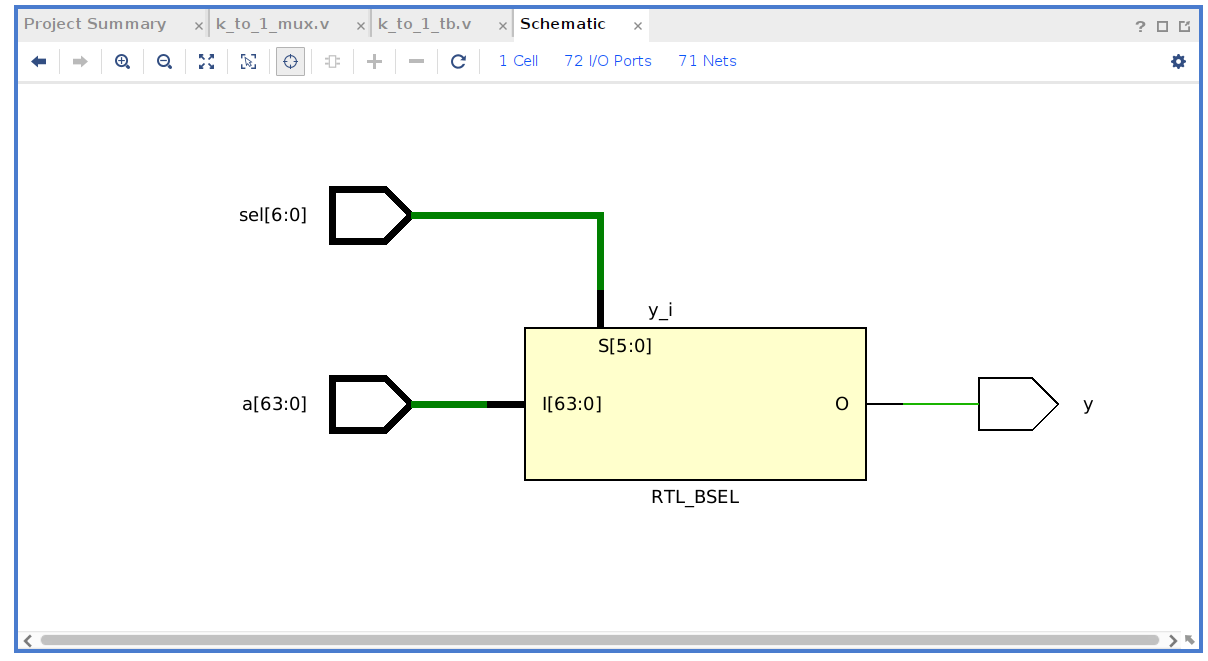 Project Summary × k_to_1_mux.v × k_to_1_tb.v × Schematic ×
?
1 Cell 72 I/O Ports 71 Nets
sel[6:0]
y_i
S[5:0]
a[63:0]
I[63:0]
O
y
RTL_BSEL